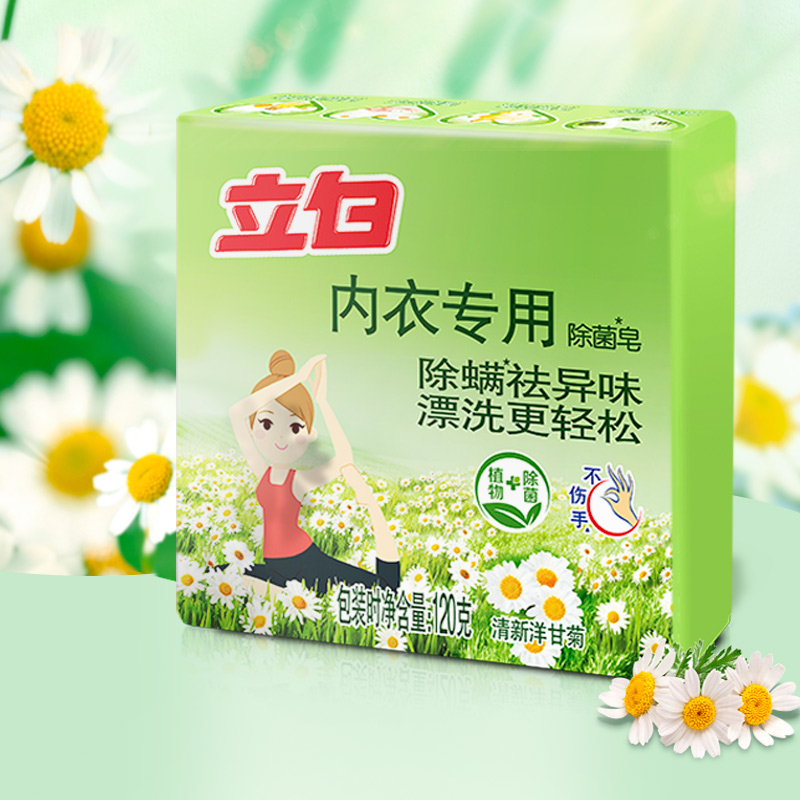 立白
内衣专用 除菌*皂
除螨*祛异味
漂洗更轻松
植物 + 除菌
不伤手
包装时净含量:120克
清新洋甘菊